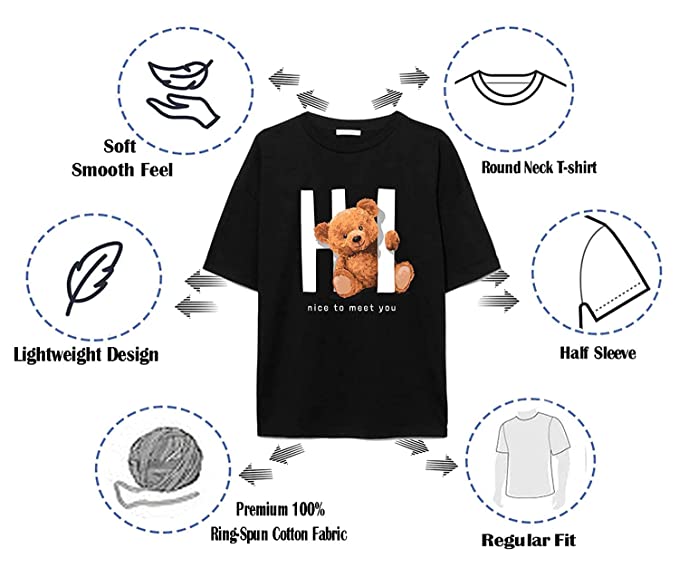 Soft
Smooth Feel
Round Neck T-shirt
HI
nice to meet you
Lightweight Design
Half Sleeve
Premium 100%
Ring-Spun Cotton Fabric
Regular Fit